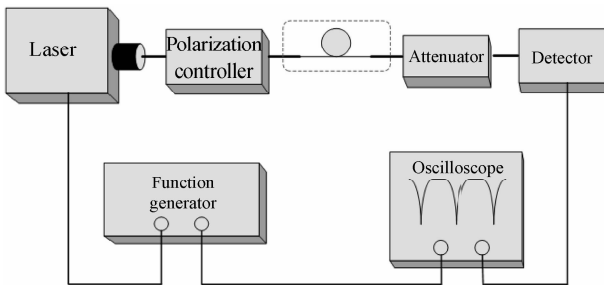 Laser
Polarization
controller
Attenuator
Detector
Function
generator
Oscilloscope